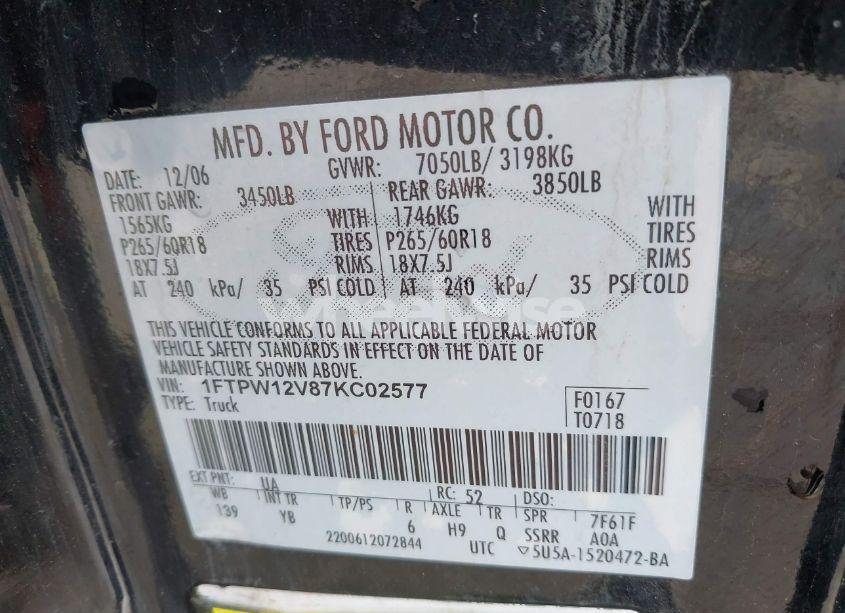 MFD. BY FORD MOTOR CO.
DATE: 12/06 GVWR: 7050LB/ 3198KG
FRONT GAWR: 3450LB REAR GAWR: 3850LB
1565KG WITH 1746KG WITH
P265/60R18 TIRES P265/60R18 TIRES
18X7.5J RIMS 18X7.5J RIMS
AT 240 kPa/ 35 PSI COLD AT 240 kPa/ 35 PSI COLD
THIS VEHICLE CONFORMS TO ALL APPLICABLE FEDERAL MOTOR
VEHICLE SAFETY STANDARDS IN EFFECT ON THE DATE OF
MANUFACTURE SHOWN ABOVE.
VIN: 1FTPW12V87KC02577
TYPE: Truck
F0167
T0718
EXT PNT: UA RC: 52 DSO:
WB INT TR TP/PS R AXLE TR SPR 7F61F
139 YB 6 H9 Q SSRR A0A
2200612072844 UTC 5U5A-1520472-BA